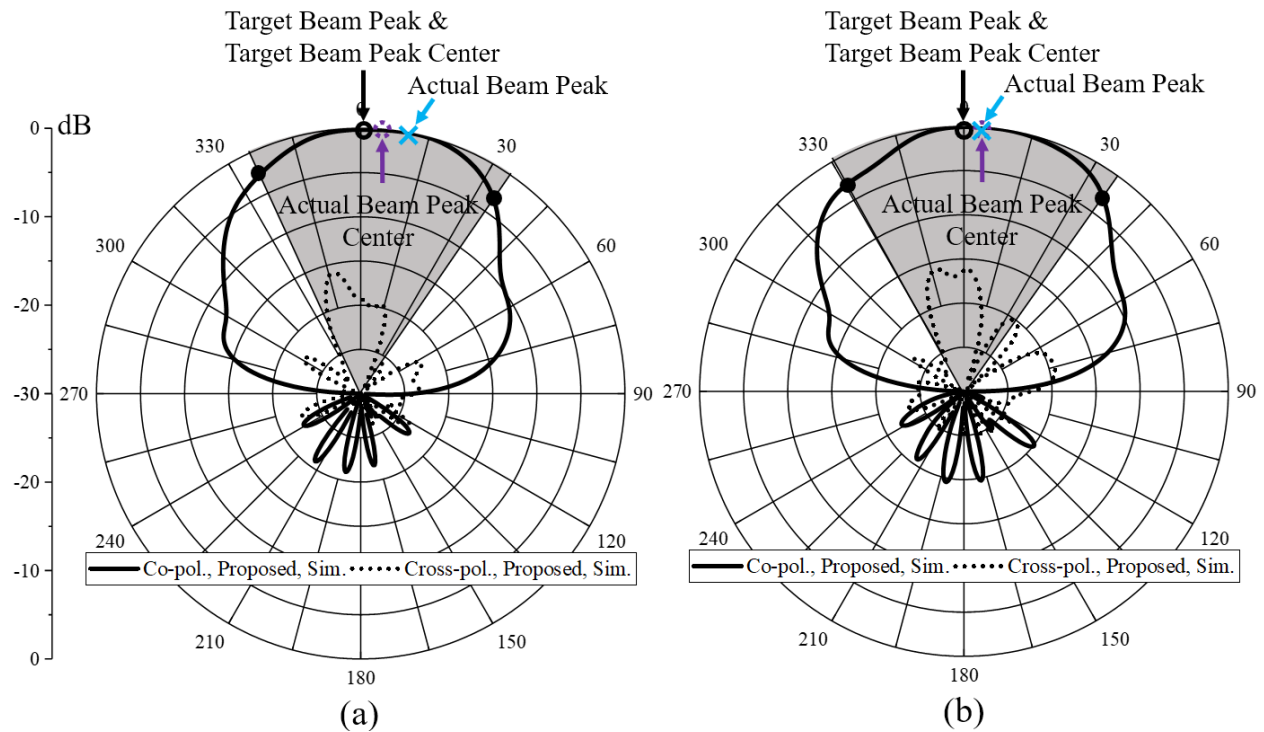 Target Beam Peak &
Target Beam Peak Center
Actual Beam Peak
dB
0
-10
-20
-30
-20
-10
0
330
30
300
60
270
90
240
120
210
150
180
Actual Beam Peak
Center
Co-pol., Proposed, Sim.
Cross-pol., Proposed, Sim.
(a)
Target Beam Peak &
Target Beam Peak Center
Actual Beam Peak
330
30
300
60
270
90
240
120
210
150
180
Actual Beam Peak
Center
Co-pol., Proposed, Sim.
Cross-pol., Proposed, Sim.
(b)